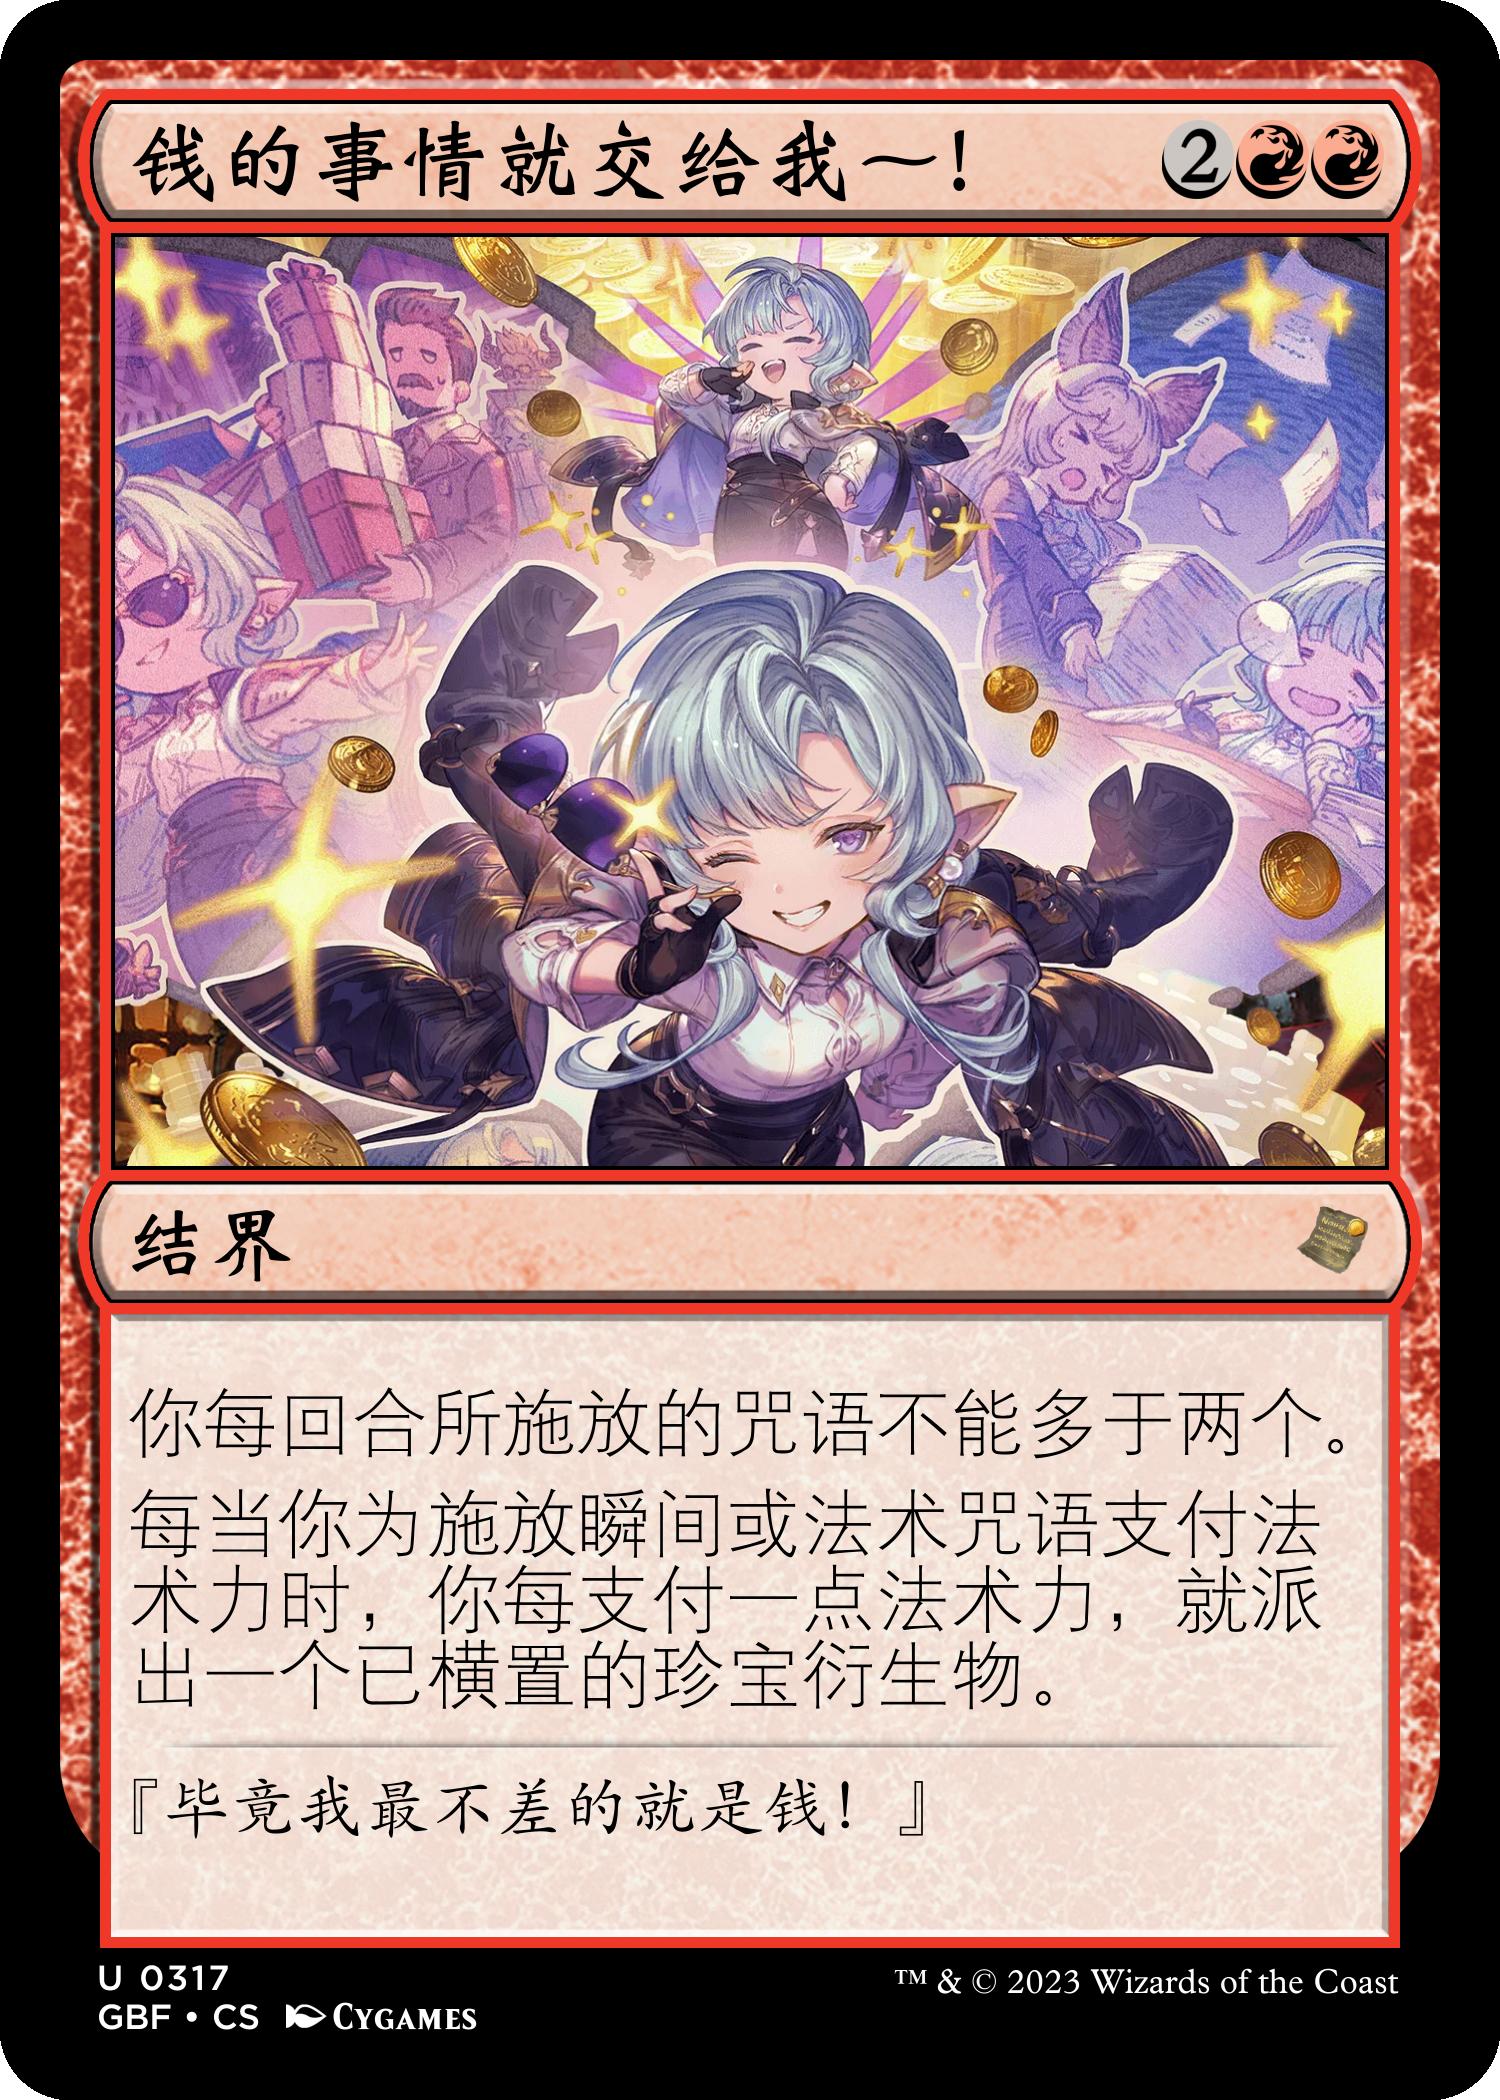 钱的事情就交给我～!
2
结界
你每回合所施放的咒语不能多于两个。
每当你为施放瞬间或法术咒语支付法
术力时，你每支付一点法术力，就派
出一个已横置的珍宝衍生物。
『毕竟我最不差的就是钱！』
U 0317
GBF • CS CYGAMES
™ & © 2023 Wizards of the Coast